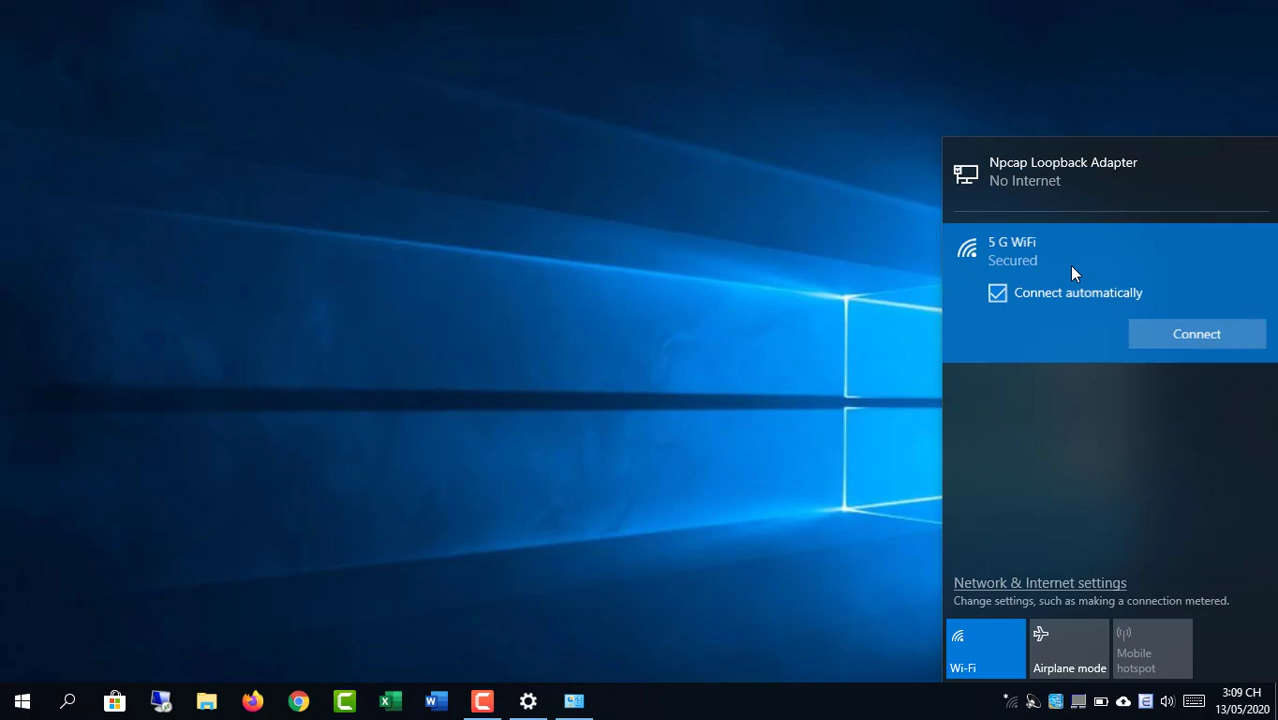 Npcap Loopback Adapter
No Internet
5 G WiFi
Secured
Connect automatically
Connect
Network & Internet settings
Change settings, such as making a connection metered.
Wi-Fi
Airplane mode
Mobile
hotspot
3:09 CH
13/05/2020